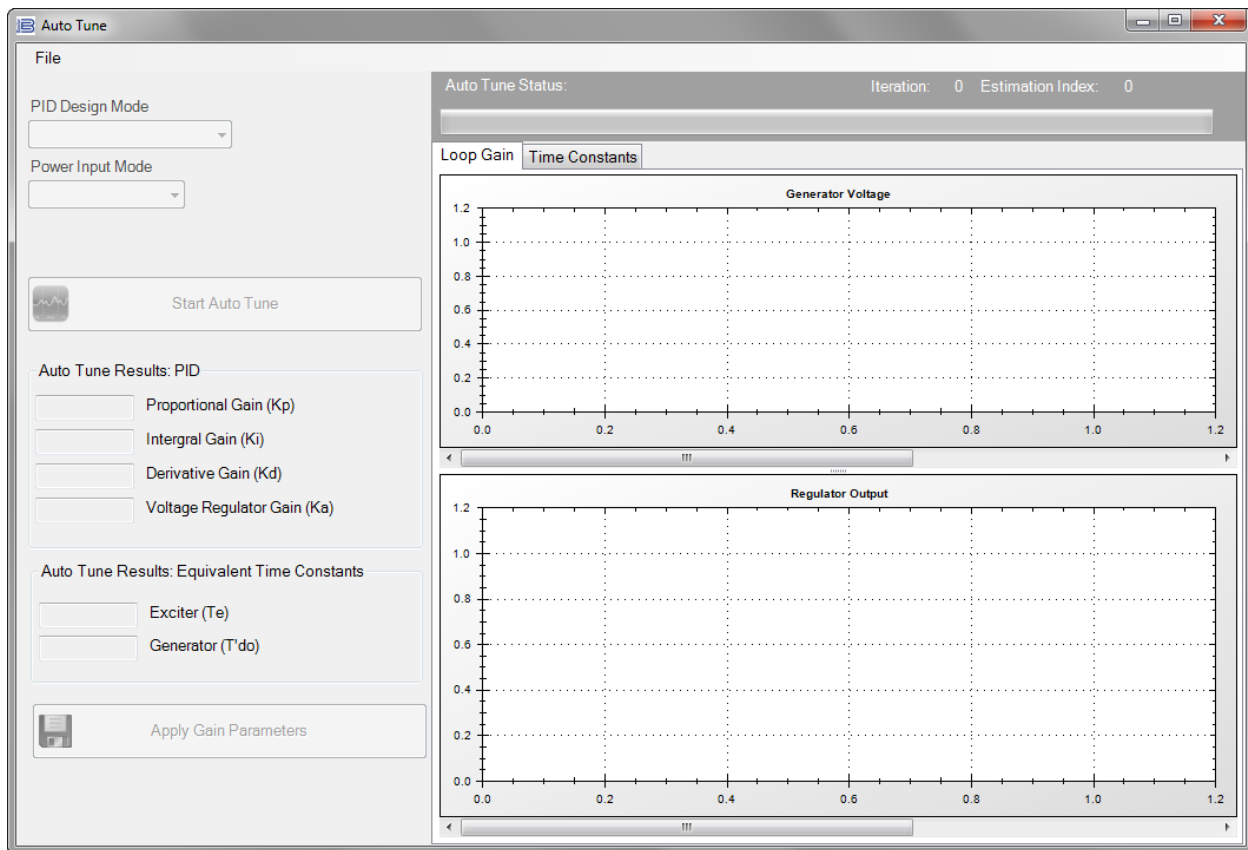 Auto Tune
File
PID Design Mode
Power Input Mode
Start Auto Tune
Auto Tune Results: PID
Proportional Gain (Kp)
Intergral Gain (Ki)
Derivative Gain (Kd)
Voltage Regulator Gain (Ka)
Auto Tune Results: Equivalent Time Constants
Exciter (Te)
Generator (T'do)
Apply Gain Parameters
Auto Tune Status: Iteration: 0 Estimation Index: 0
Loop Gain Time Constants
Generator Voltage
1.2
1.0
0.8
0.6
0.4
0.2
0.0
0.0 0.2 0.4 0.6 0.8 1.0 1.2
Regulator Output
1.2
1.0
0.8
0.6
0.4
0.2
0.0
0.0 0.2 0.4 0.6 0.8 1.0 1.2